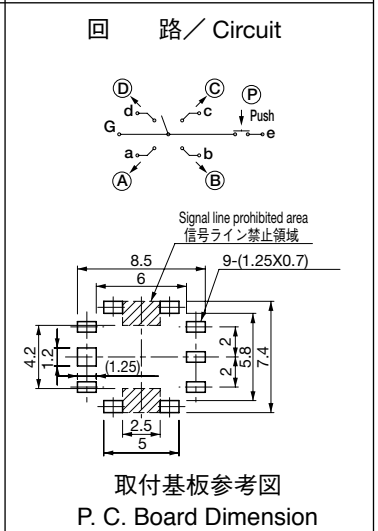 回 路/ Circuit
D C P
d c Push
G e
a b
A B
Signal line prohibited area
信号ライン禁止領域
8.5 9-(1.25X0.7)
6
4.2 1.2 (1.25) 2 2 5.8 7.4
2.5
5
取付基板参考図
P. C. Board Dimension